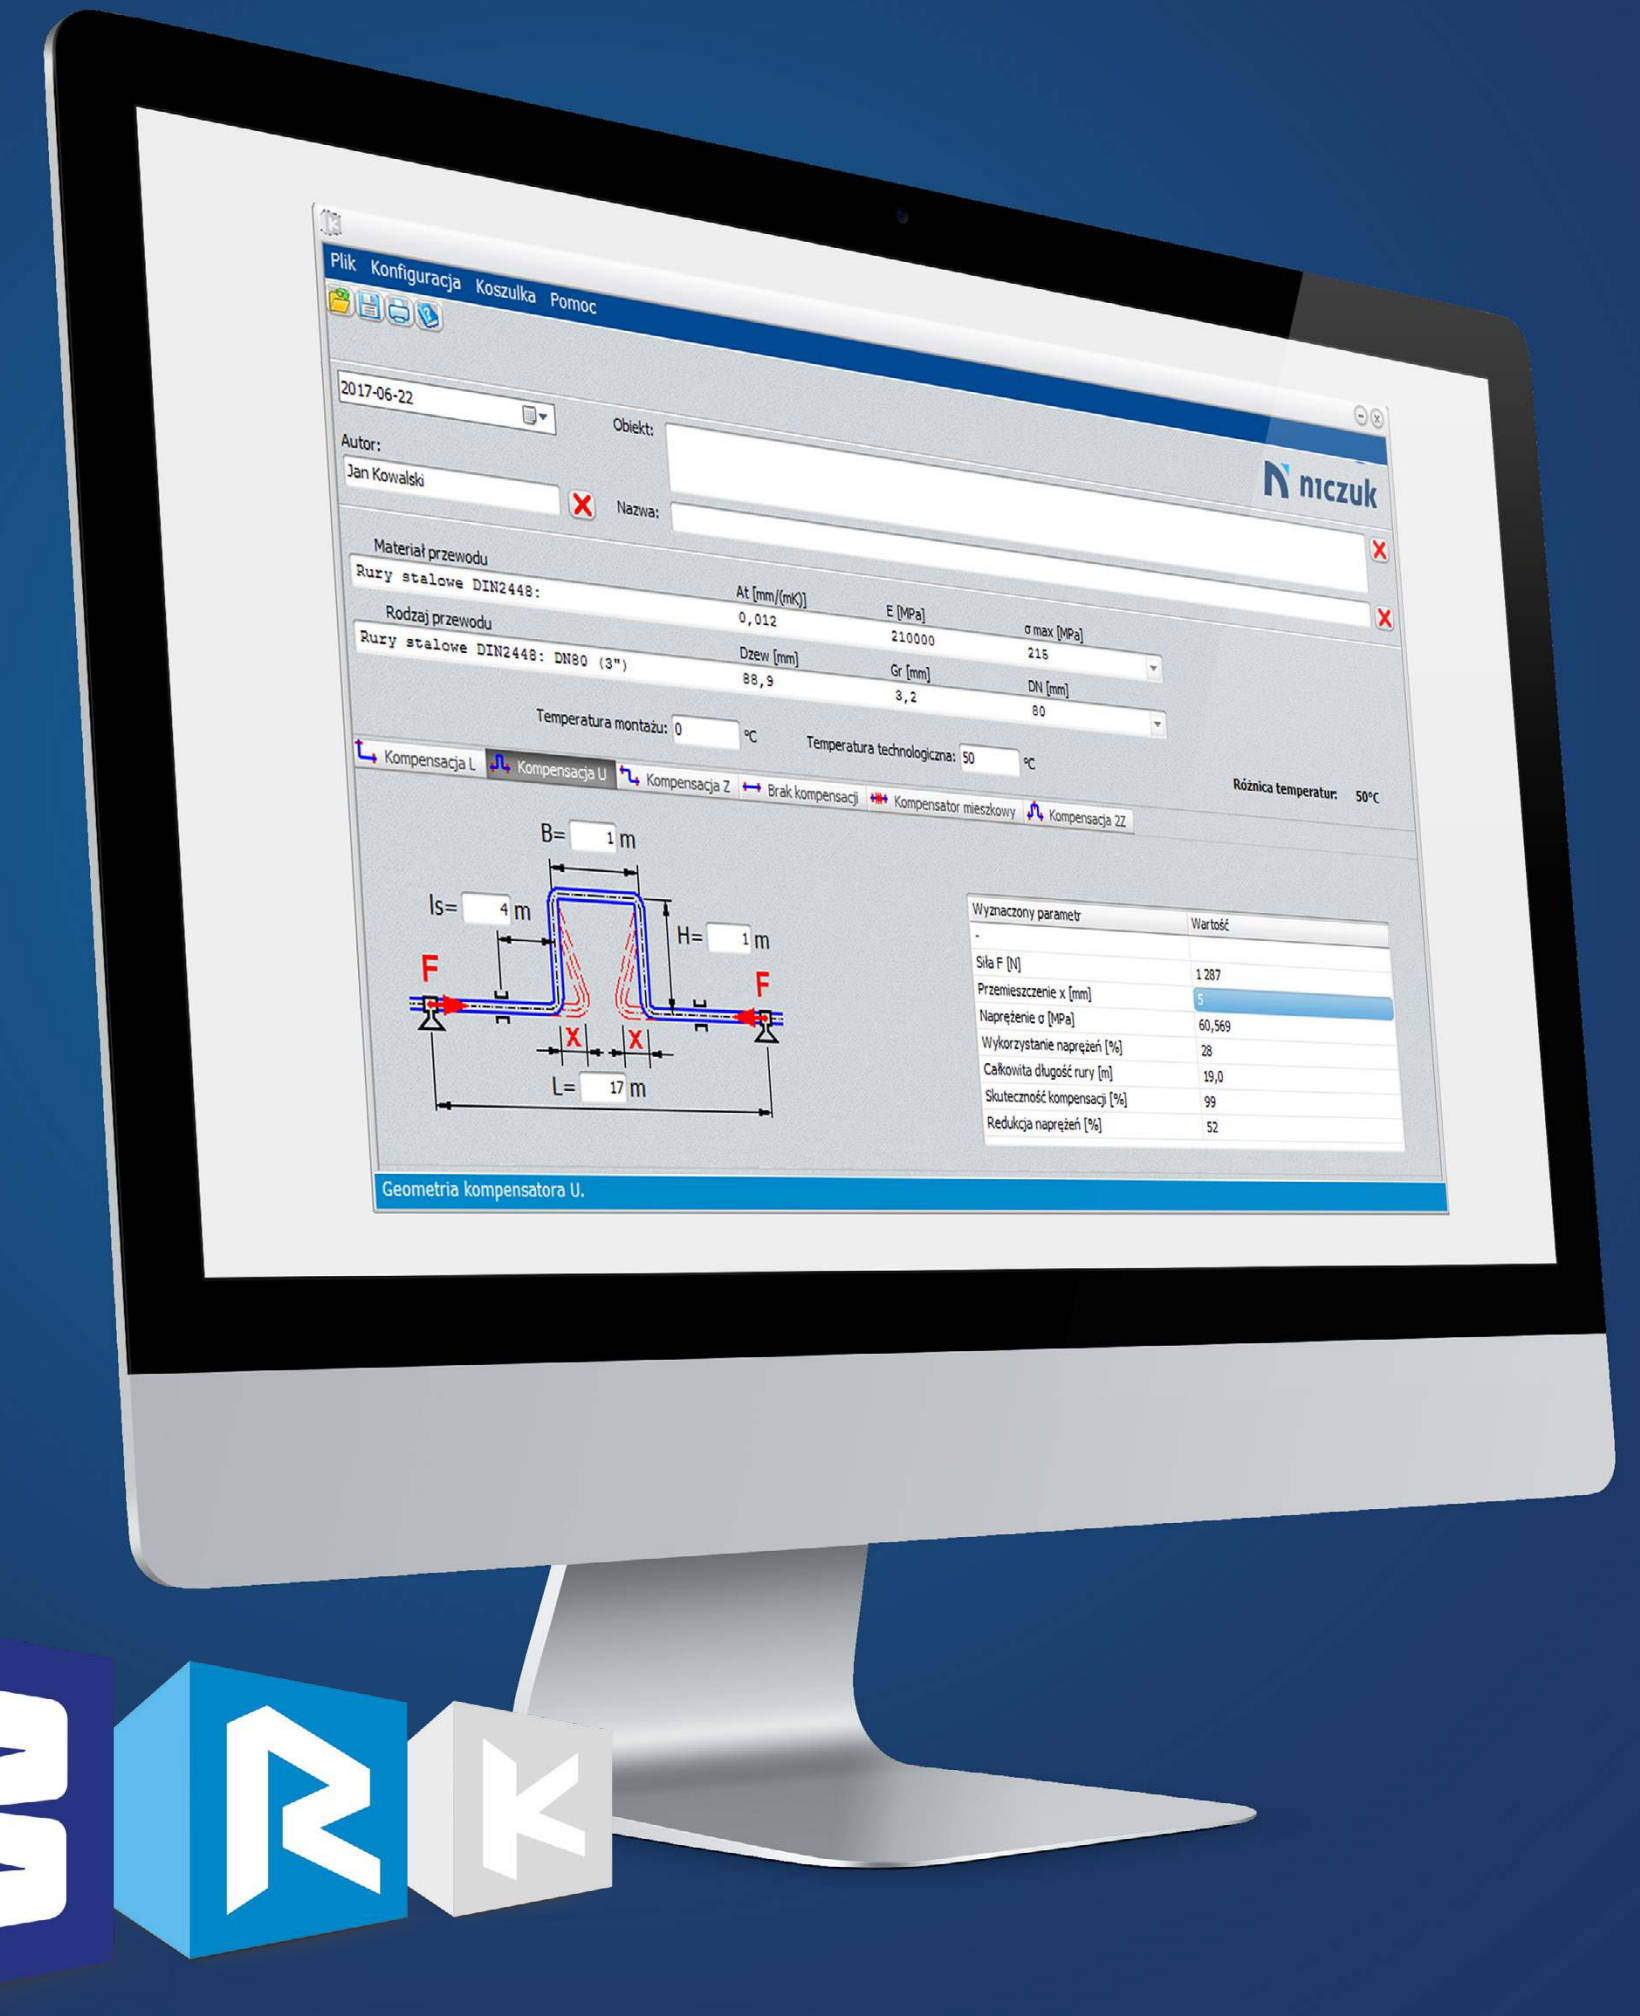 Plik Konfiguracja Koszulka Pomoc
niczuk
2017-06-22
Obiekt:
Autor:
Jan Kowalski
Nazwa:
Materiał przewodu At [mm/(mK)] E [MPa] σ max [MPa]
Rury stalowe DIN2448: 0,012 210000 215
Rodzaj przewodu Dzew [mm] Gr [mm] DN [mm]
Rury stalowe DIN2448: DN80 (3") 88,9 3,2 80
Temperatura montażu: 0 °C Temperatura technologiczna: 50 °C
Różnica temperatur: 50°C
Kompensacja L Kompensacja U Kompensacja Z Brak kompensacji Kompensator mieszkowy Kompensacja 2Z
B= 1 m
ls= 4 m
H= 1 m
F F
X X
L= 17 m
Wyznaczony parametr Wartość
-
Siła F [N] 1 287
Przemieszczenie x [mm] 5
Naprężenie σ [MPa] 60,569
Wykorzystanie naprężeń [%] 28
Całkowita długość rury [m] 19,0
Skuteczność kompensacji [%] 99
Redukcja naprężeń [%] 52
Geometria kompensatora U.
R K